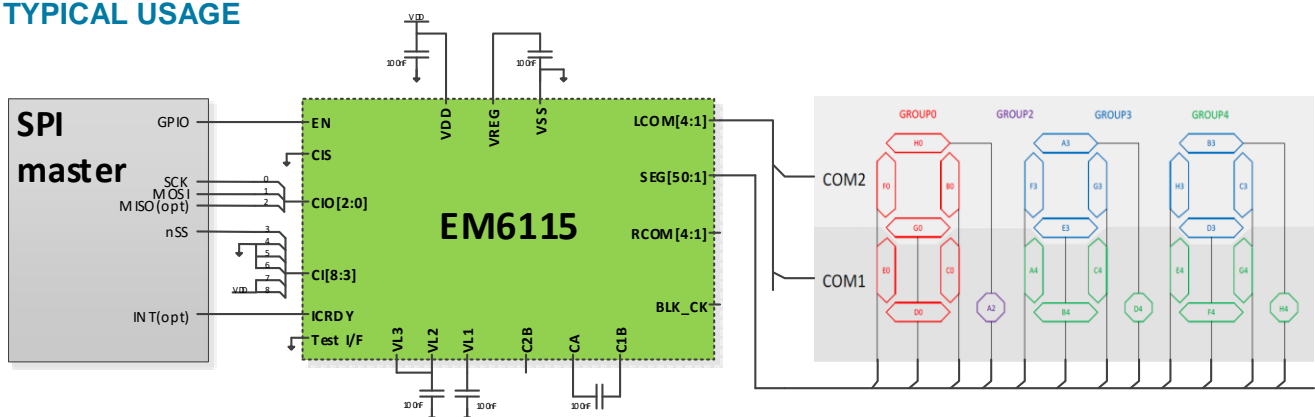 TYPICAL USAGE
VDD
100nF
100nF
SPI
master
GPIO
SCK
MOSI
MISO(opt)
nSS
VDD
INT(opt)
0
1
2
3
4
5
6
7
8
EN
CIS
CIO[2:0]
CI[8:3]
ICRDY
Test I/F
VDD
VREG
VSS
EM6115
LCOM[4:1]
SEG[50:1]
RCOM[4:1]
BLK_CK
VL3
VL2
VL1
C2B
CA
C1B
100nF
100nF
100nF
COM2
COM1
GROUP0
GROUP2
GROUP3
GROUP4
H0
A3
B3
F0
B0
F3
G3
H3
C3
G0
E3
D3
E0
C0
A4
C4
E4
G4
D0
A2
B4
D4
F4
H4